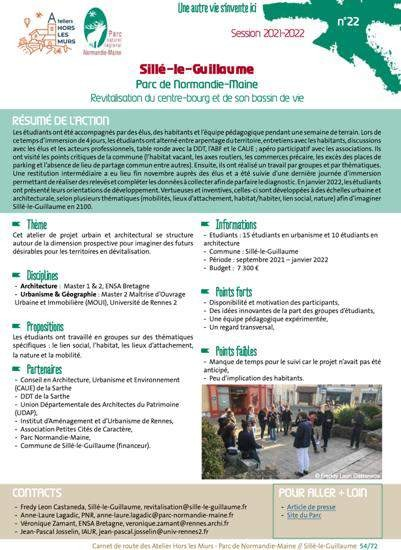 Ateliers
HORS
LES
MURS
Parc
naturel
régional
Normandie-Maine
Une autre vie s'invente ici
Session 2021-2022
n°22
Sillé-le-Guillaume
Parc de Normandie-Maine
Revitalisation du centre-bourg et de son bassin de vie
RÉSUMÉ DE L'ACTION
Les étudiants ont été accompagnés par des élus, des habitants et l'équipe pédagogique pendant une semaine de terrain. Lors de
ce temps d'immersion de 4 jours, les étudiants ont alterné entre arpentage du territoire, entretiens avec les habitants, discussions
avec les élus et les acteurs professionnels, table ronde avec la DDT, l'ABF et le CAUE ; apéro participatif avec les associations. Ils
ont visité les points critiques de la commune (l'habitat vacant, les axes routiers, les commerces précaire, les excès des places de
parking et l'absence de lieu de partage commun entre autres). Ensuite, ils ont réalisé un travail par groupes et par thématiques.
Une restitution intermédiaire a eu lieu fin novembre auprès des élus et a été suivie d'une dernière journée d'immersion
permettant de réaliser des relevés et compléter les données à collecter afin de parfaire le diagnostic. En janvier 2022, les étudiants
ont présenté leurs orientations de développement. Vertueuses et inventives, celles-ci sont développées à des échelles urbaine et
architecturale, selon plusieurs thématiques (mobilités, lieux d'attachement, habitat/habiter, lien social, nature) afin d'imaginer
Sillé-le-Guillaume en 2100.
Thème
Cet atelier de projet urbain et architectural se structure
autour de la dimension prospective pour imaginer des futurs
désirables pour les territoires en dévitalisation.
Disciplines
- Architecture : Master 1 & 2, ENSA Bretagne
- Urbanisme & Géographie : Master 2 Maîtrise d'Ouvrage
Urbaine et Immobilière (MOUI), Université de Rennes 2
Propositions
Les étudiants ont travaillé en groupes sur des thématiques
spécifiques : le lien social, l'habitat, les lieux d'attachement,
la nature et la mobilité.
Partenaires
- Conseil en Architecture, Urbanisme et Environnement
(CAUE) de la Sarthe
- DDT de la Sarthe
- Union Départementale des Architectes du Patrimoine
(UDAP),
- Institut d'Aménagement et d'Urbanisme de Rennes,
- Association Petites Cités de Caractère,
- Parc Normandie-Maine,
- Commune de Sillé-le-Guillaume (financeur).
Informations
- Etudiants : 15 étudiants en urbanisme et 10 étudiants en
architecture
- Commune : Sillé-le-Guillaume
- Période : septembre 2021 – janvier 2022
- Budget : 7 300 €
Points forts
- Disponibilité et motivation des participants,
- Des idées innovantes de la part des groupes d'étudiants,
- Une équipe pédagogique expérimentée,
- Un regard transversal,
Points faibles
- Manque de temps pour le suivi car le projet n'avait pas été
anticipé,
- Peu d'implication des habitants.
© Fredy Leon Castaneda
CONTACTS
- Fredy Leon Castaneda, Sillé-le-Guillaume, revitalisation@sille-le-guillaume.fr
- Anne-Laure Lagadic, PNR, anne-laure.lagadic@parc-normandie-maine.fr
- Véronique Zamant, ENSA Bretagne, veronique.zamant@rennes.archi.fr
- Jean-Pascal Josselin, IAUR, jean-pascal.josselin@univ-rennes2.fr
POUR ALLER + LOIN
- Article de presse
- Site du Parc
Carnet de route des Atelier Hors les Murs - Parc de Normandie-Maine // Sillé-le-Guillaume 54/72